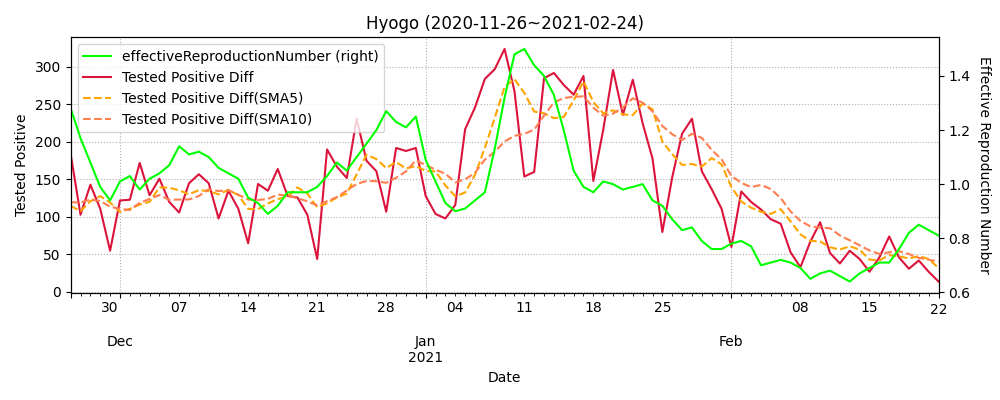 Hyogo (2020-11-26~2021-02-24)
effectiveReproductionNumber (right)
Tested Positive Diff
Tested Positive Diff(SMA5)
Tested Positive Diff(SMA10)
Tested Positive
300
250
200
150
100
50
0
1.4
1.2
1.0
0.8
0.6
Effective Reproduction Number
30 07 14 21 28 04 11 18 25 08 15 22
Dec Jan Feb
2021
Date